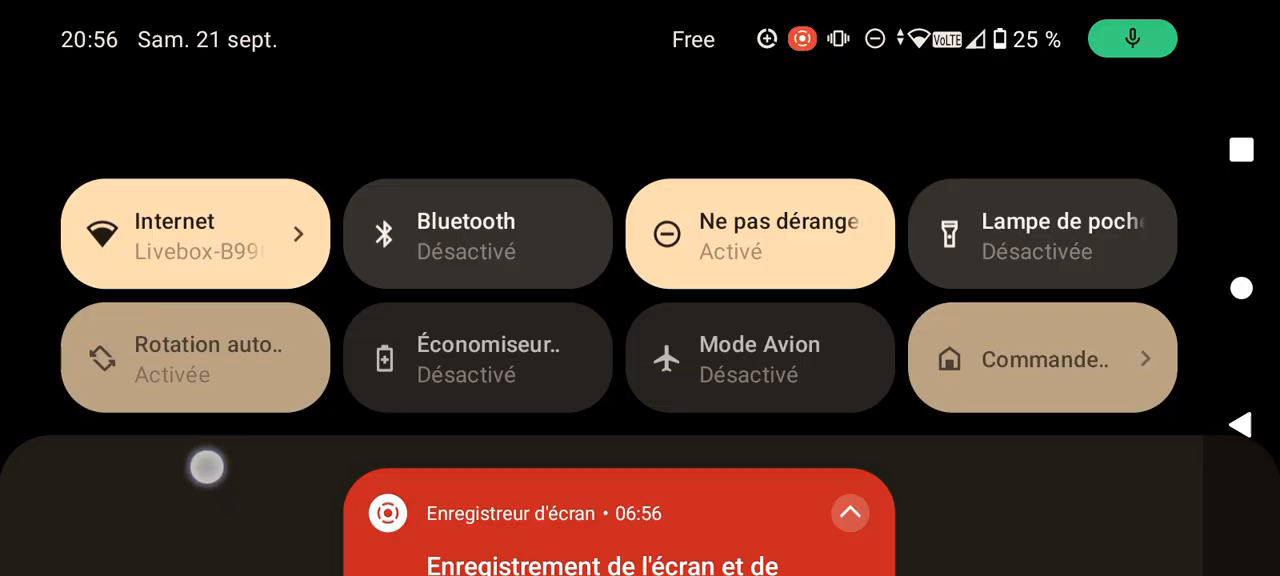 20:56 Sam. 21 sept. Free VoLTE 25 %
Internet Bluetooth Ne pas dérange Lampe de poch
Livebox-B99 Désactivé Activé Désactivée
Rotation auto.. Économiseur.. Mode Avion Commande..
Activée Désactivé Désactivé
Enregistreur d'écran • 06:56
Enregistrement de l'écran et de